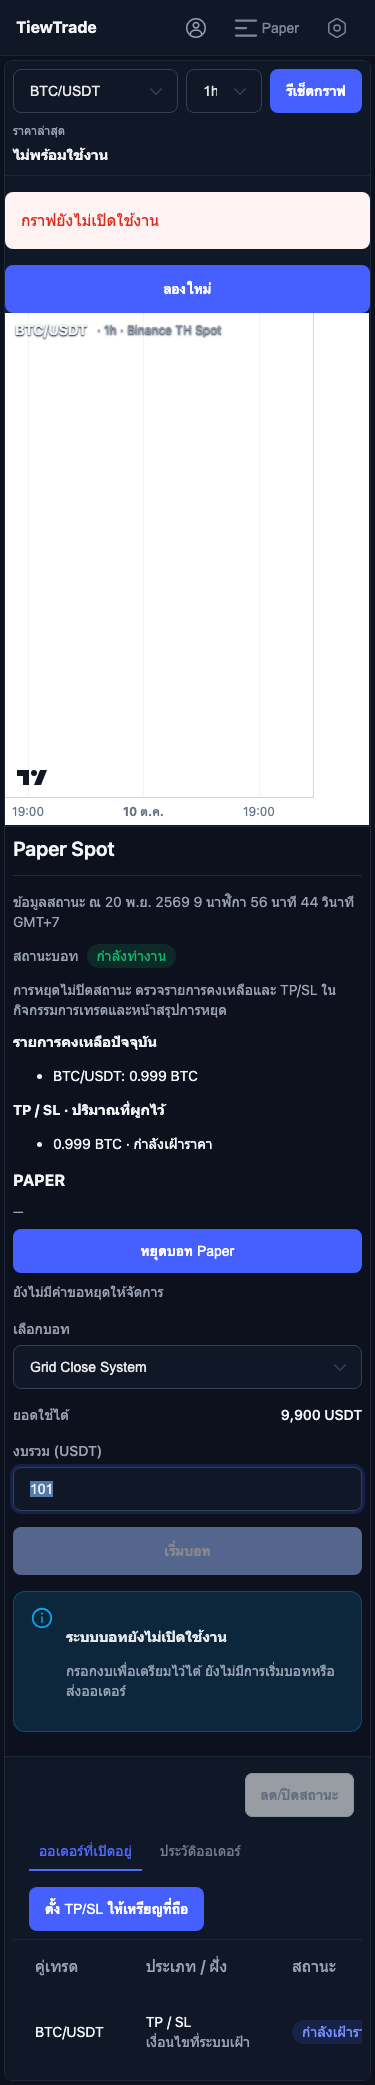 TiewTrade
Paper
BTC/USDT
1h
รีเซ็ตกราฟ
ราคาล่าสุด
ไม่พร้อมใช้งาน
กราฟยังไม่เปิดใช้งาน
ลองใหม่
BTC/USDT · 1h · Binance TH Spot
19:00 10 ต.ค. 19:00
Paper Spot
ข้อมูลสถานะ ณ 20 พ.ย. 2569 9 นาฬิกา 56 นาที 44 วินาที
GMT+7
สถานะบอท กำลังทำงาน
การหยุดไม่ปิดสถานะ ตรวจรายการคงเหลือและ TP/SL ใน
กิจกรรมการเทรดและหน้าสรุปการหยุด
รายการคงเหลือปัจจุบัน
• BTC/USDT: 0.999 BTC
TP / SL · ปริมาณที่ผูกไว้
• 0.999 BTC · กำลังเฝ้าราคา
PAPER
—
หยุดบอท Paper
ยังไม่มีคำขอหยุดให้จัดการ
เลือกบอท
Grid Close System
ยอดใช้ได้ 9,900 USDT
งบรวม (USDT)
101
เริ่มบอท
ระบบบอทยังไม่เปิดใช้งาน
กรอกงบเพื่อเตรียมไว้ได้ ยังไม่มีการเริ่มบอทหรือ
ส่งออเดอร์
ลด/ปิดสถานะ
ออเดอร์ที่เปิดอยู่ ประวัติออเดอร์
ตั้ง TP/SL ให้เหรียญที่ถือ
คู่เทรด ประเภท / ฝั่ง สถานะ
BTC/USDT TP / SL
เงื่อนไขที่ระบบเฝ้า
กำลังเฝ้ารา